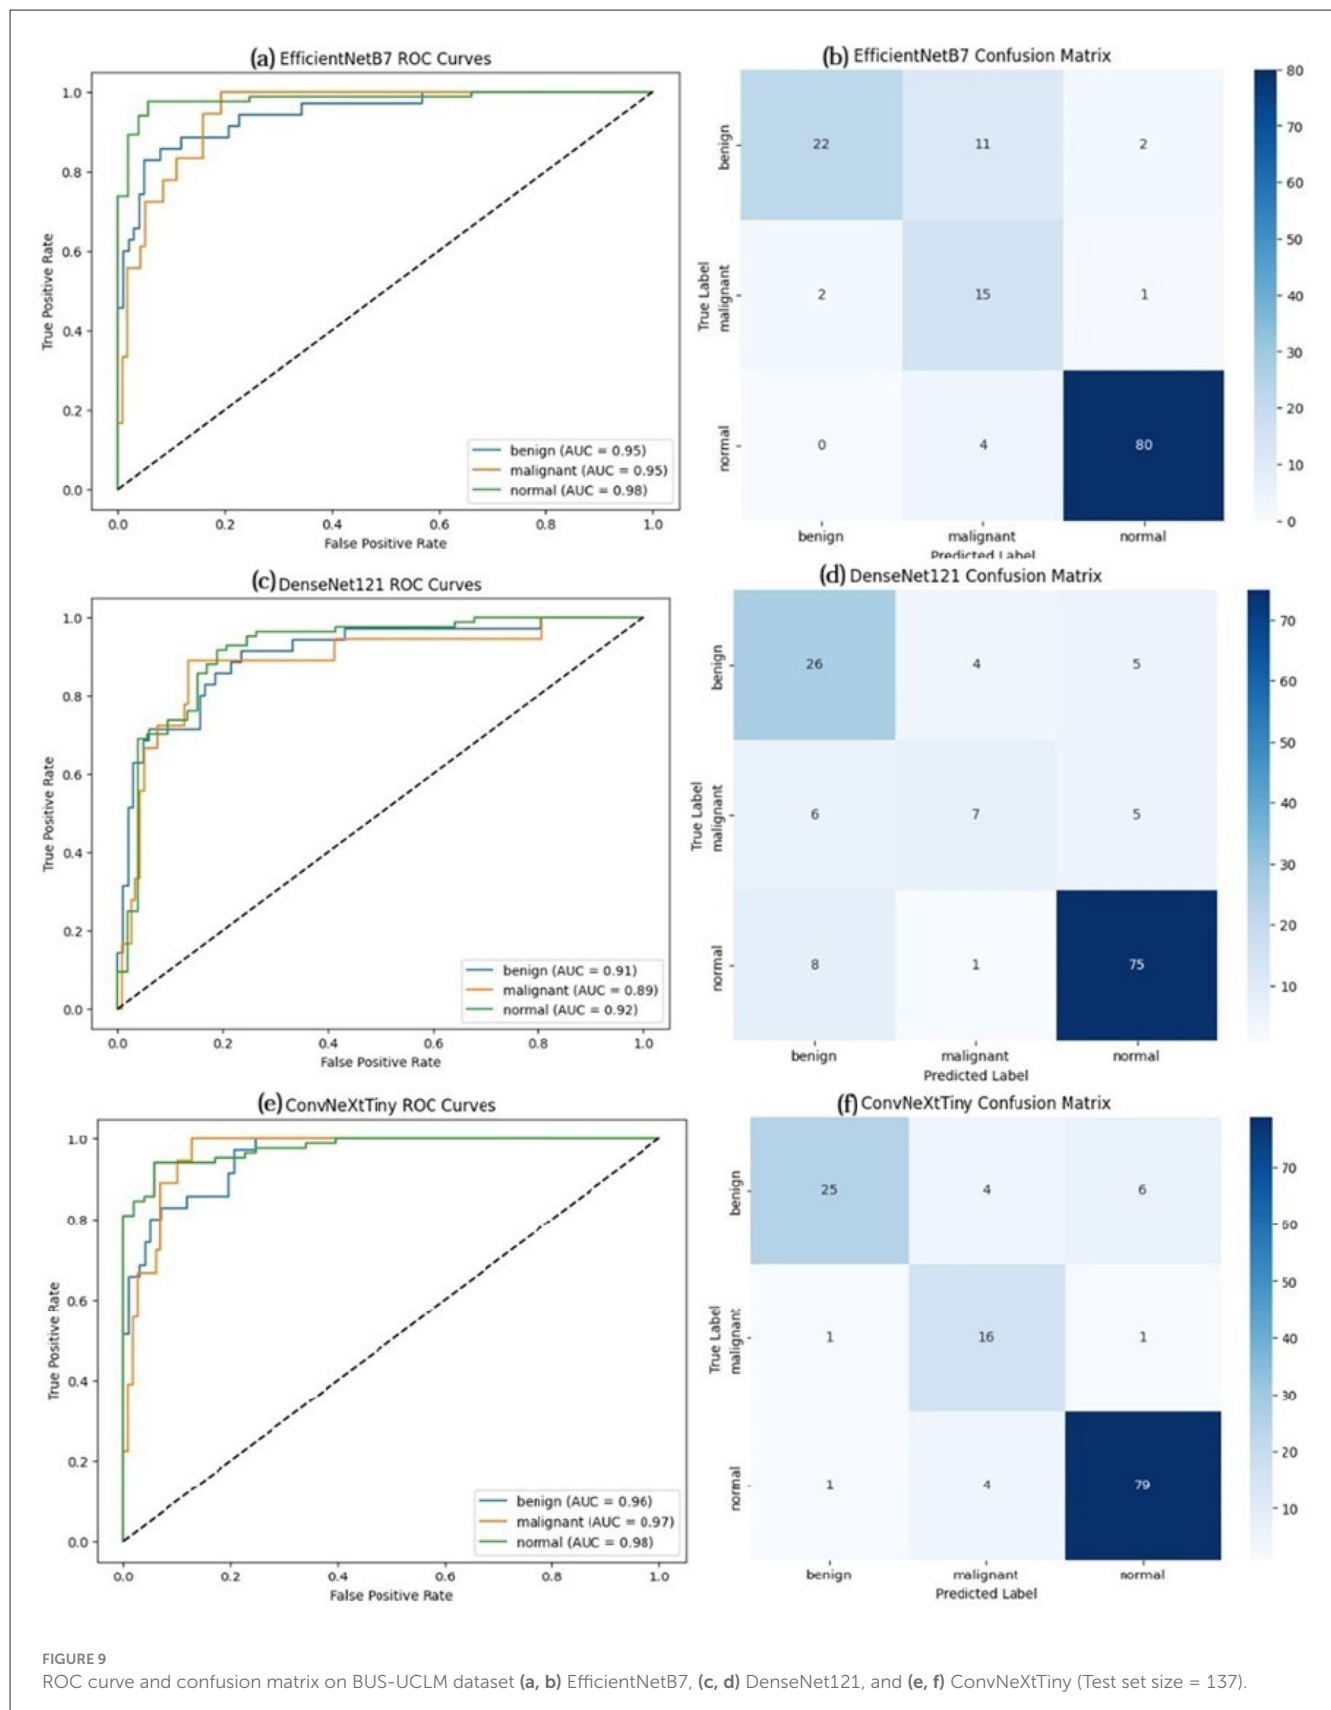 (a) EfficientNetB7 ROC Curves
1.0
0.8
0.6
0.4
0.2
0.0
True Positive Rate
0.0 0.2 0.4 0.6 0.8 1.0
False Positive Rate
benign (AUC = 0.95)
malignant (AUC = 0.95)
normal (AUC = 0.98)
(b) EfficientNetB7 Confusion Matrix
True Label
benign
malignant
normal
22 11 2
2 15 1
0 4 80
benign malignant normal
Predicted Label
80
70
60
50
40
30
20
10
0
(c) DenseNet121 ROC Curves
1.0
0.8
0.6
0.4
0.2
0.0
True Positive Rate
0.0 0.2 0.4 0.6 0.8 1.0
False Positive Rate
benign (AUC = 0.91)
malignant (AUC = 0.89)
normal (AUC = 0.92)
(d) DenseNet121 Confusion Matrix
True Label
benign
malignant
normal
26 4 5
6 7 5
8 1 75
benign malignant normal
Predicted Label
70
60
50
40
30
20
10
(e) ConvNeXtTiny ROC Curves
1.0
0.8
0.6
0.4
0.2
0.0
True Positive Rate
0.0 0.2 0.4 0.6 0.8 1.0
False Positive Rate
benign (AUC = 0.96)
malignant (AUC = 0.97)
normal (AUC = 0.98)
(f) ConvNeXtTiny Confusion Matrix
True Label
benign
malignant
normal
25 4 6
1 16 1
1 4 79
benign malignant normal
Predicted Label
70
60
50
40
30
20
10
FIGURE 9
ROC curve and confusion matrix on BUS-UCLM dataset (a, b) EfficientNetB7, (c, d) DenseNet121, and (e, f) ConvNeXtTiny (Test set size = 137).